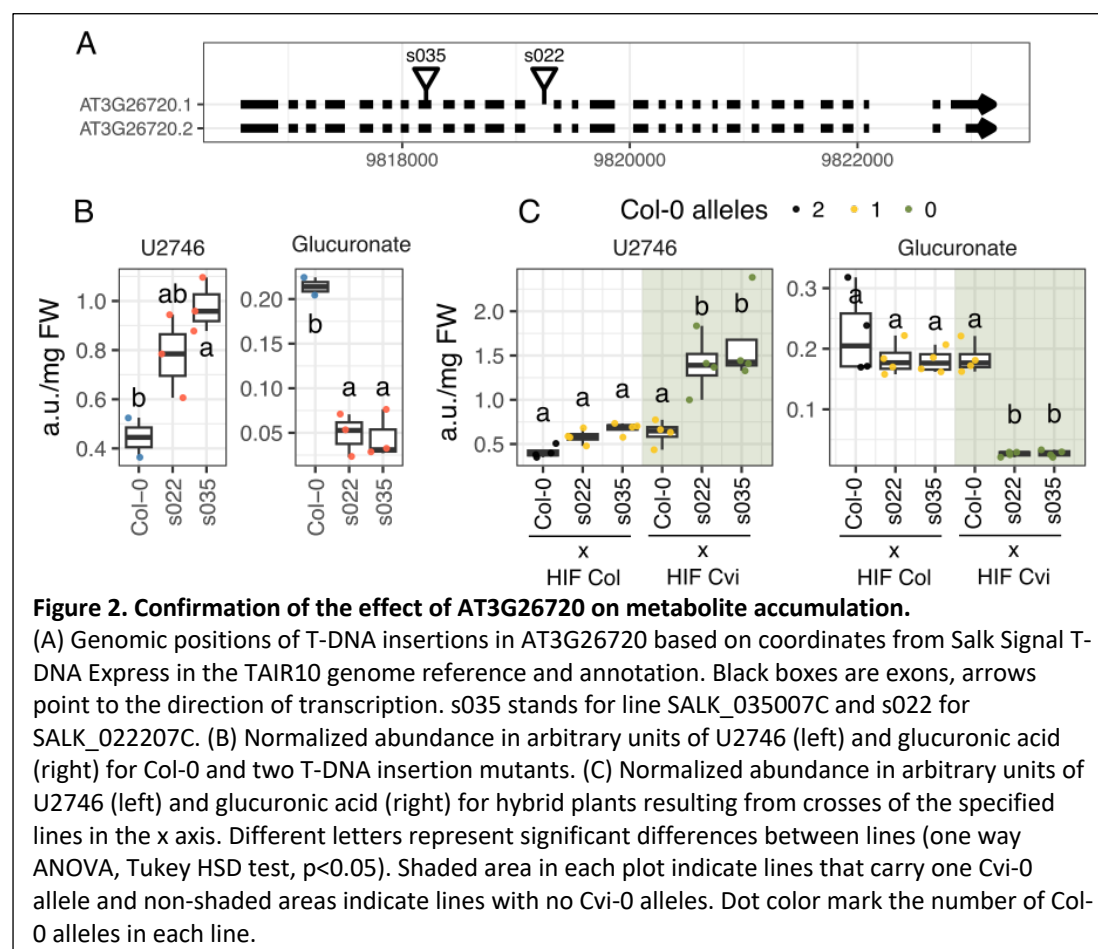 A
s035 s022
AT3G26720.1
AT3G26720.2
9818000 9820000 9822000
B
U2746
Glucuronate
a.u./mg FW
1.0
0.8
0.6
0.4
b
ab
a
Col-0
s022
s035
0.20
0.15
0.10
0.05
b
a
a
Col-0
s022
s035
C
Col-0 alleles 2 1 0
U2746
Glucuronate
a.u./mg FW
2.0
1.5
1.0
0.5
a
a
a
a
b
b
Col-0
s022
s035
Col-0
s022
s035
x x
HIF Col HIF Cvi
0.3
0.2
0.1
a
a
a
a
b
b
Col-0
s022
s035
Col-0
s022
s035
x x
HIF Col HIF Cvi
Figure 2. Confirmation of the effect of AT3G26720 on metabolite accumulation.
(A) Genomic positions of T-DNA insertions in AT3G26720 based on coordinates from Salk Signal T-
DNA Express in the TAIR10 genome reference and annotation. Black boxes are exons, arrows
point to the direction of transcription. s035 stands for line SALK_035007C and s022 for
SALK_022207C. (B) Normalized abundance in arbitrary units of U2746 (left) and glucuronic acid
(right) for Col-0 and two T-DNA insertion mutants. (C) Normalized abundance in arbitrary units of
U2746 (left) and glucuronic acid (right) for hybrid plants resulting from crosses of the specified
lines in the x axis. Different letters represent significant differences between lines (one way
ANOVA, Tukey HSD test, p<0.05). Shaded area in each plot indicate lines that carry one Cvi-0
allele and non-shaded areas indicate lines with no Cvi-0 alleles. Dot color mark the number of Col-
0 alleles in each line.